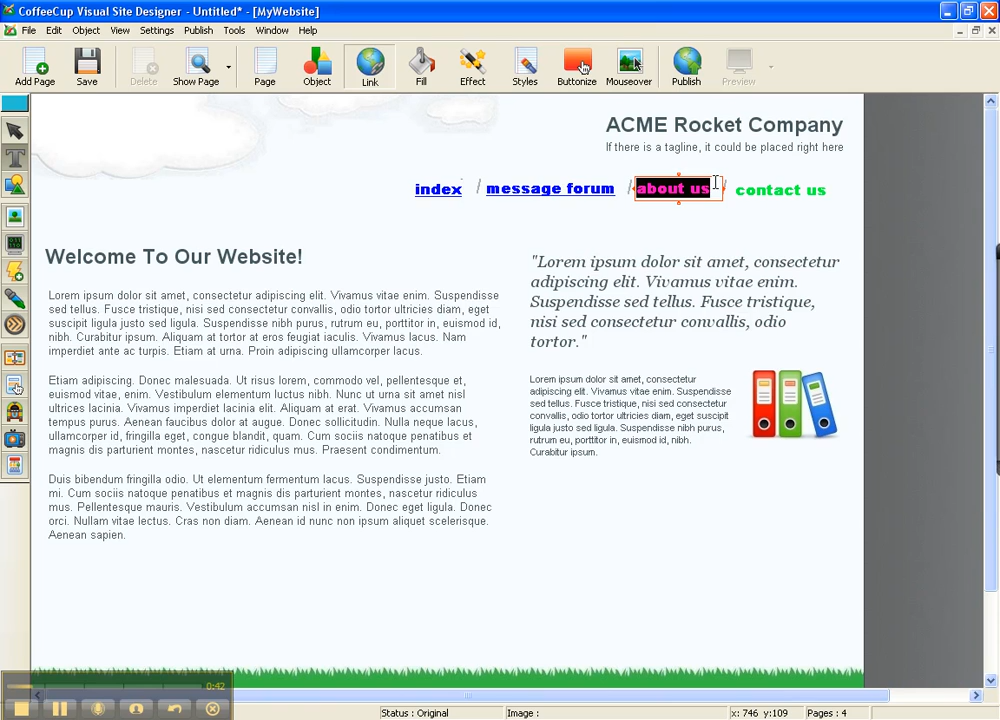 CoffeeCup Visual Site Designer - Untitled* - [MyWebsite]
File Edit Object View Settings Publish Tools Window Help
Add Page Save Delete Show Page Page Object Link Fill Effect Styles Buttonize Mouseover Publish Preview
ACME Rocket Company
If there is a tagline, it could be placed right here
index / message forum / about us / contact us
Welcome To Our Website!
Lorem ipsum dolor sit amet, consectetur adipiscing elit. Vivamus vitae enim. Suspendisse
sed tellus. Fusce tristique, nisi sed consectetur convallis, odio tortor ultricies diam, eget
suscipit ligula justo sed ligula. Suspendisse nibh purus, rutrum eu, porttitor in, euismod id,
nibh. Curabitur ipsum. Aliquam at tortor at eros feugiat iaculis. Vivamus lacus. Nam
imperdiet ante ac turpis. Etiam at urna. Proin adipiscing ullamcorper lacus.
Etiam adipiscing. Donec malesuada. Ut risus lorem, commodo vel, pellentesque et,
euismod vitae, enim. Vestibulum elementum luctus nibh. Nunc ut urna sit amet nisl
ultrices lacinia. Vivamus imperdiet lacinia elit. Aliquam at erat. Vivamus accumsan
tempus purus. Aenean faucibus dolor at augue. Donec sollicitudin. Nulla neque lacus,
ullamcorper id, fringilla eget, congue blandit, quam. Cum sociis natoque penatibus et
magnis dis parturient montes, nascetur ridiculus mus. Praesent condimentum.
Duis bibendum fringilla odio. Ut elementum fermentum lacus. Suspendisse justo. Etiam
mi. Cum sociis natoque penatibus et magnis dis parturient montes, nascetur ridiculus
mus. Pellentesque mauris. Vestibulum accumsan nisl in enim. Donec eget ligula. Donec
orci. Nullam vitae lectus. Cras non diam. Aenean id nunc non ipsum aliquet scelerisque.
Aenean sapien.
"Lorem ipsum dolor sit amet, consectetur
adipiscing elit. Vivamus vitae enim.
Suspendisse sed tellus. Fusce tristique,
nisi sed consectetur convallis, odio
tortor."
Lorem ipsum dolor sit amet, consectetur
adipiscing elit. Vivamus vitae enim. Suspendisse
sed tellus. Fusce tristique, nisi sed consectetur
convallis, odio tortor ultricies diam, eget suscipit
ligula justo sed ligula. Suspendisse nibh purus,
rutrum eu, porttitor in, euismod id, nibh.
Curabitur ipsum.
0:42
Status : Original Image : x: 746 y:109 Pages : 4